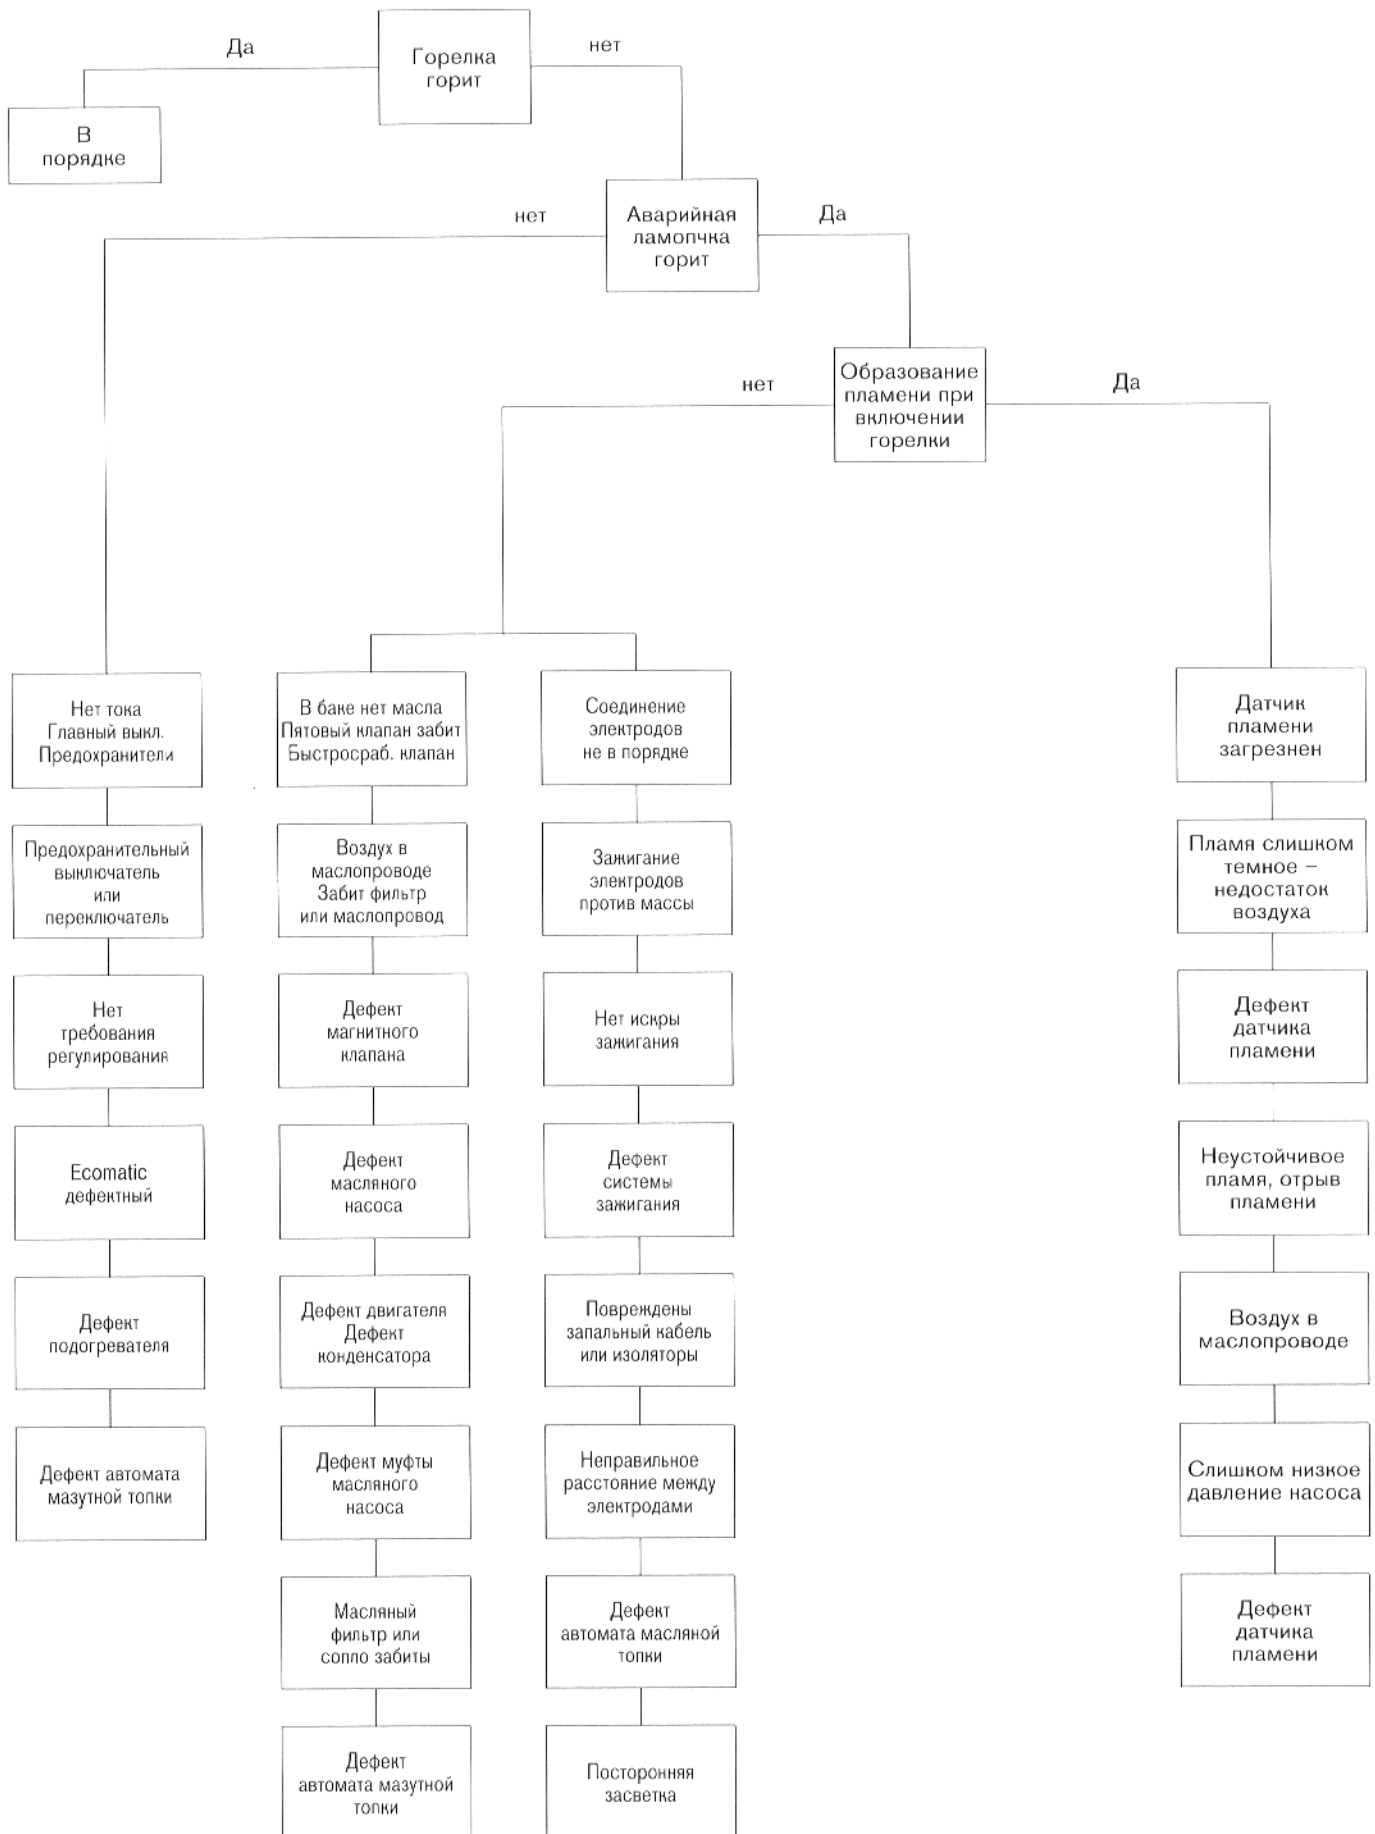 Да
Горелка
горит
нет
В
порядке
нет
Аварийная
ламопчка
горит
Да
нет
Образование
пламени при
включении
горелки
Да
Нет тока
Главный выкл.
Предохранители
Предохранительный
выключатель
или
переключатель
Нет
требования
регулирования
Ecomatic
дефектный
Дефект
подогревателя
Дефект автомата
мазутной топки
В баке нет масла
Пятовый клапан забит
Быстросраб. клапан
Воздух в
маслопроводе
Забит фильтр
или маслопровод
Дефект
магнитного
клапана
Дефект
масляного
насоса
Дефект двигателя
Дефект
конденсатора
Дефект муфты
масляного
насоса
Масляный
фильтр или
сопло забиты
Дефект
автомата мазутной
топки
Соединение
электродов
не в порядке
Зажигание
электродов
против массы
Нет искры
зажигания
Дефект
системы
зажигания
Повреждены
запальный кабель
или изоляторы
Неправильное
расстояние между
электродами
Дефект
автомата масляной
топки
Посторонняя
засветка
Датчик
пламени
загрезнен
Пламя слишком
темное –
недостаток
воздуха
Дефект
датчика
пламени
Неустойчивое
пламя, отрыв
пламени
Воздух в
маслопроводе
Слишком низкое
давление насоса
Дефект
датчика
пламени